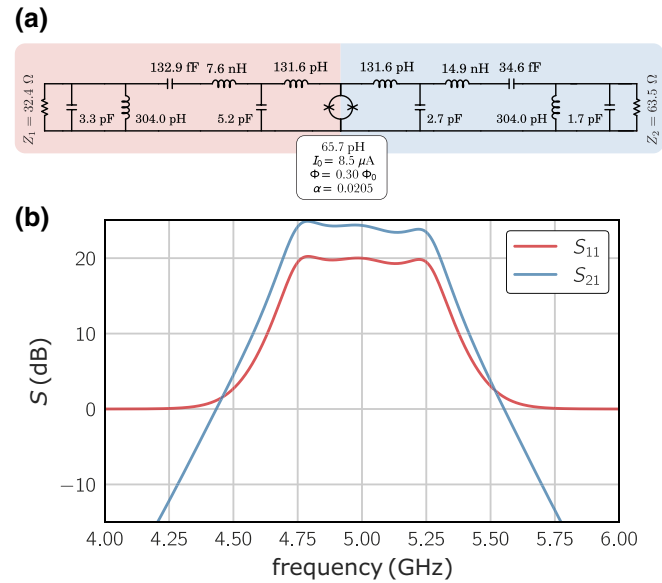 (a)
132.9 fF 7.6 nH 131.6 pH 131.6 pH 14.9 nH 34.6 fF
Z₁ = 32.4 Ω 3.3 pF 304.0 pH 5.2 pF 2.7 pF 304.0 pH 1.7 pF Z₂ = 63.5 Ω
65.7 pH
I₀ = 8.5 μA
Φ = 0.30 Φ₀
α = 0.0205
(b)
S₁₁
S₂₁
20
10
0
−10
S (dB)
4.00 4.25 4.50 4.75 5.00 5.25 5.50 5.75 6.00
frequency (GHz)